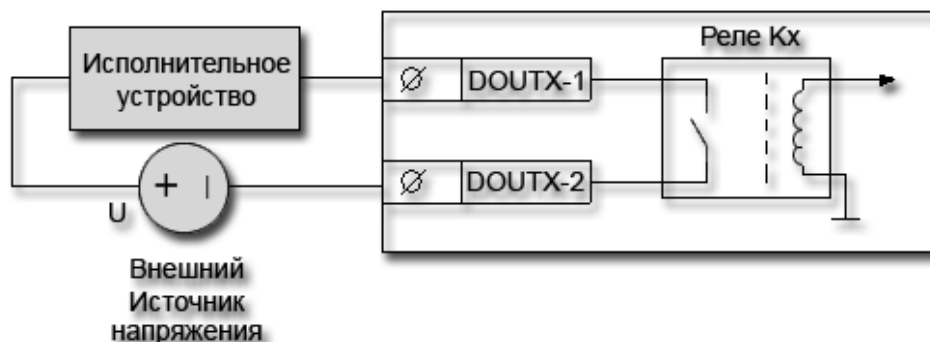 Реле Kx
Исполнительное
устройство
Ø DOUTX-1
Ø DOUTX-2
+ –
U
Внешний
Источник
напряжения